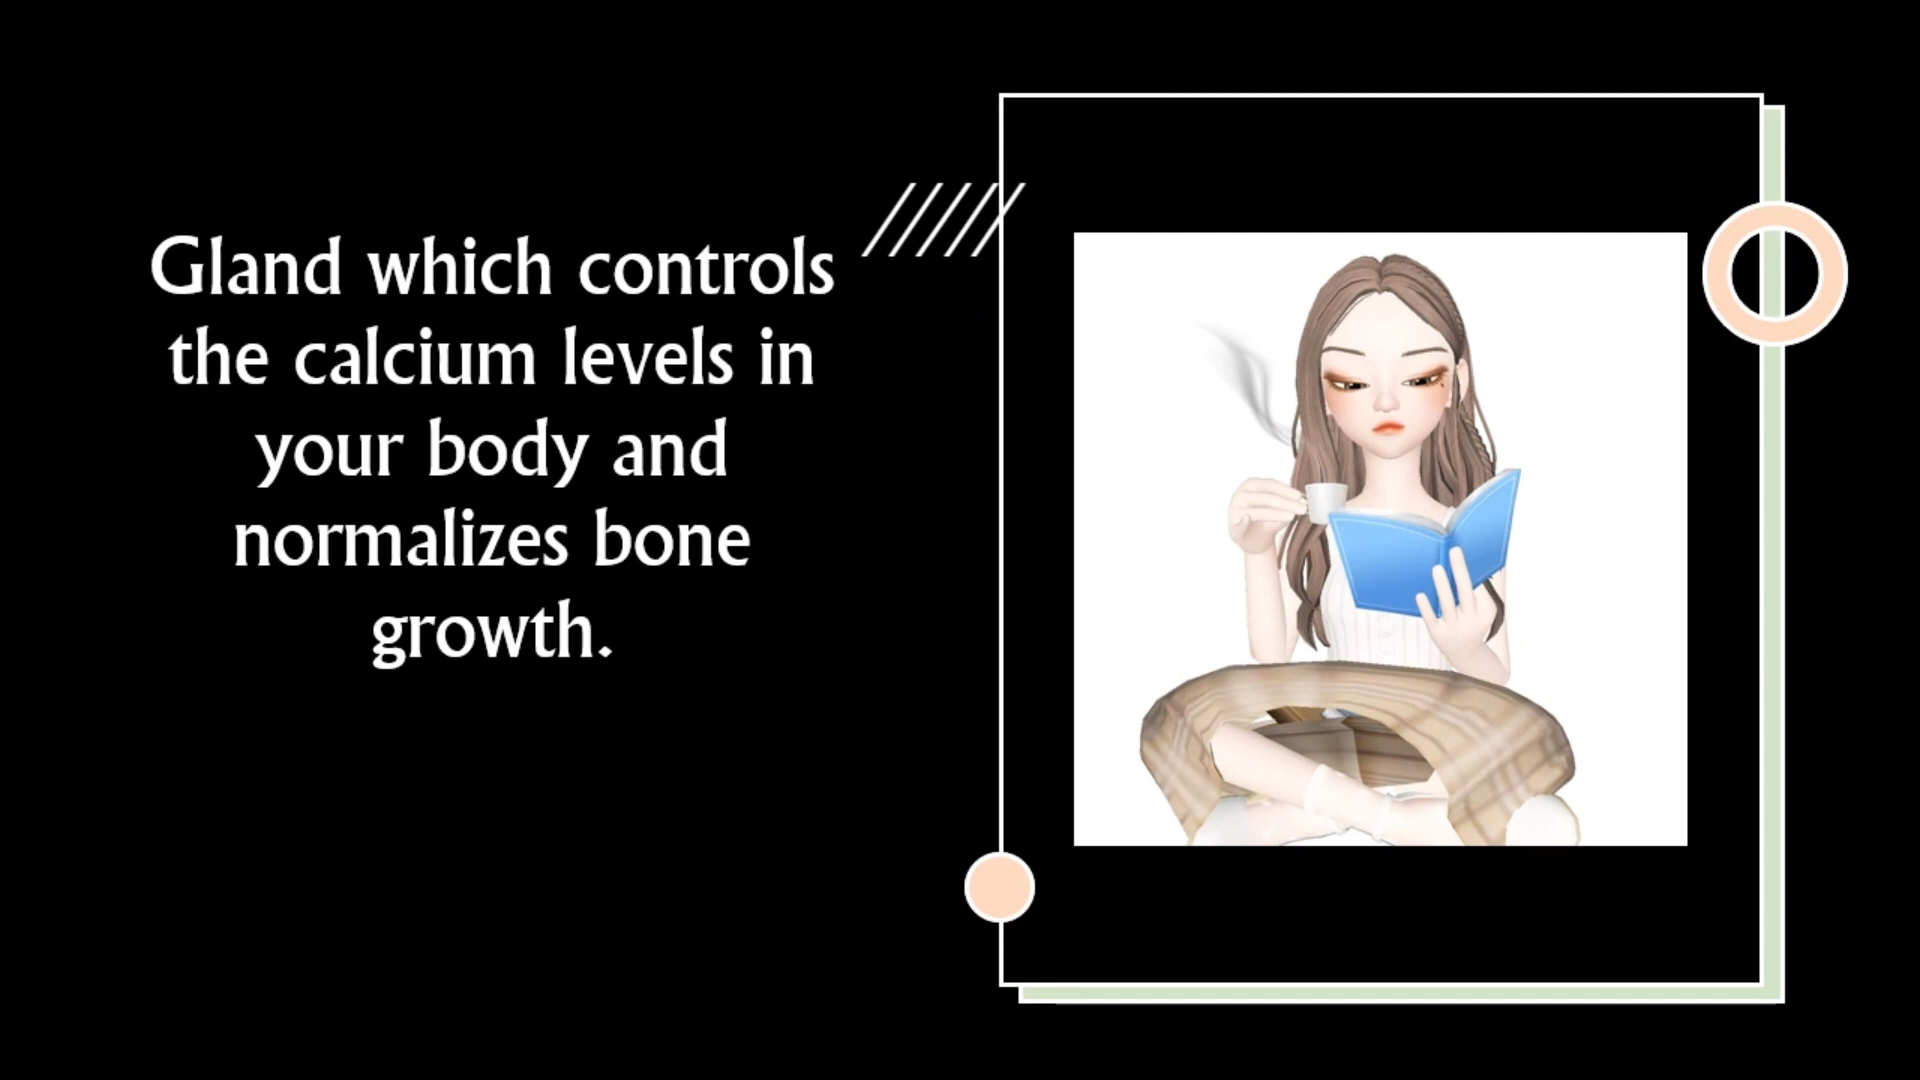 Gland which controls
the calcium levels in
your body and
normalizes bone
growth.